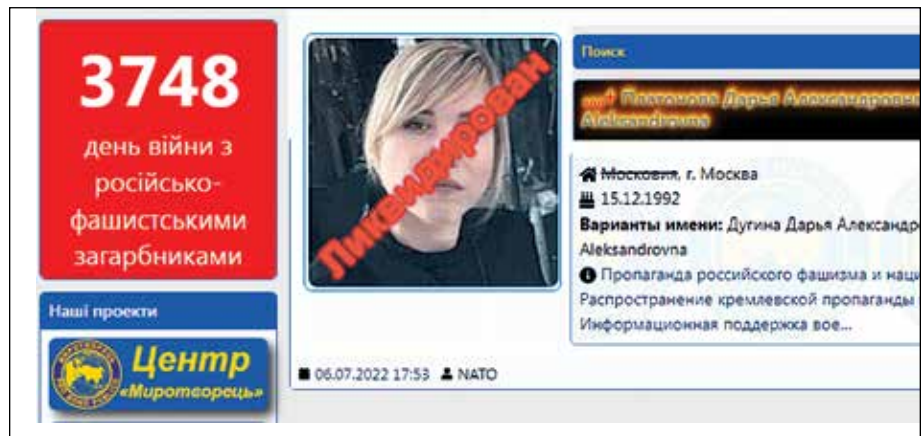 3748
день війни з
російсько-
фашистськими
загарбниками
Наші проекти
Центр
«Миротворець»
Ликвидирован
06.07.2022 17:53 NATO
Поиск
Платонова Дарья Александровн
Aleksandrovna
Московия, г. Москва
15.12.1992
Варианты имени: Дугина Дарья Александр
Aleksandrovna
Пропаганда российского фашизма и нац
Распространение кремлевской пропаганды
Информационная поддержка вое...